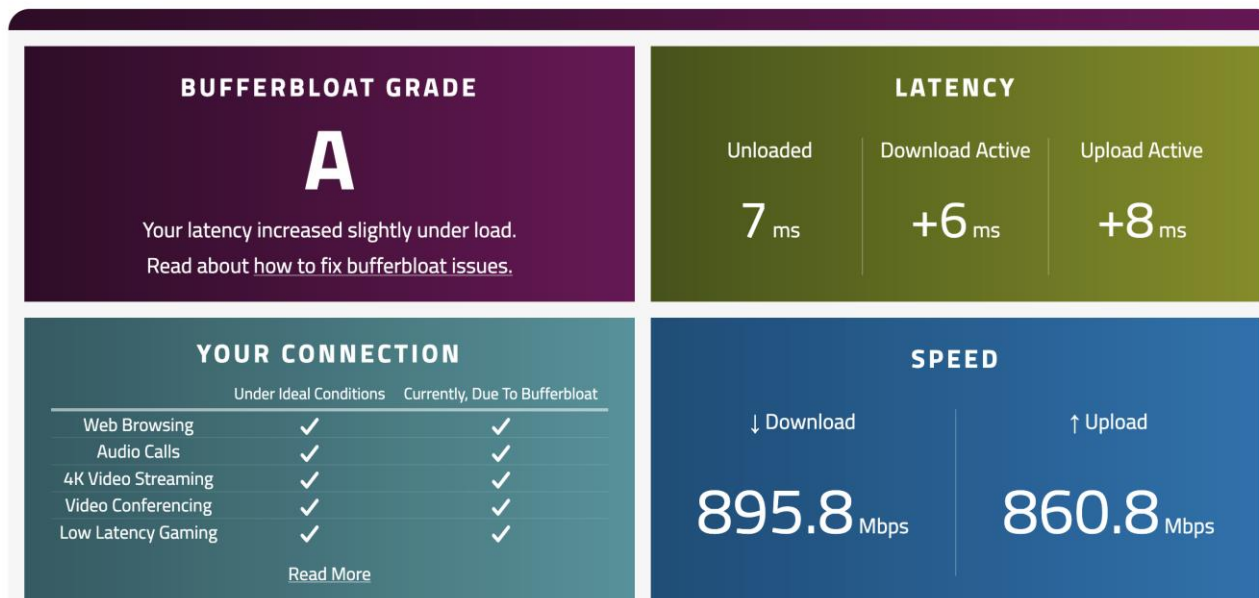 BUFFERBLOAT GRADE
A
Your latency increased slightly under load.
Read about how to fix bufferbloat issues.
LATENCY
Unloaded Download Active Upload Active
7 ms +6 ms +8 ms
YOUR CONNECTION
Under Ideal Conditions Currently, Due To Bufferbloat
Web Browsing ✓ ✓
Audio Calls ✓ ✓
4K Video Streaming ✓ ✓
Video Conferencing ✓ ✓
Low Latency Gaming ✓ ✓
Read More
SPEED
↓ Download ↑ Upload
895.8 Mbps 860.8 Mbps